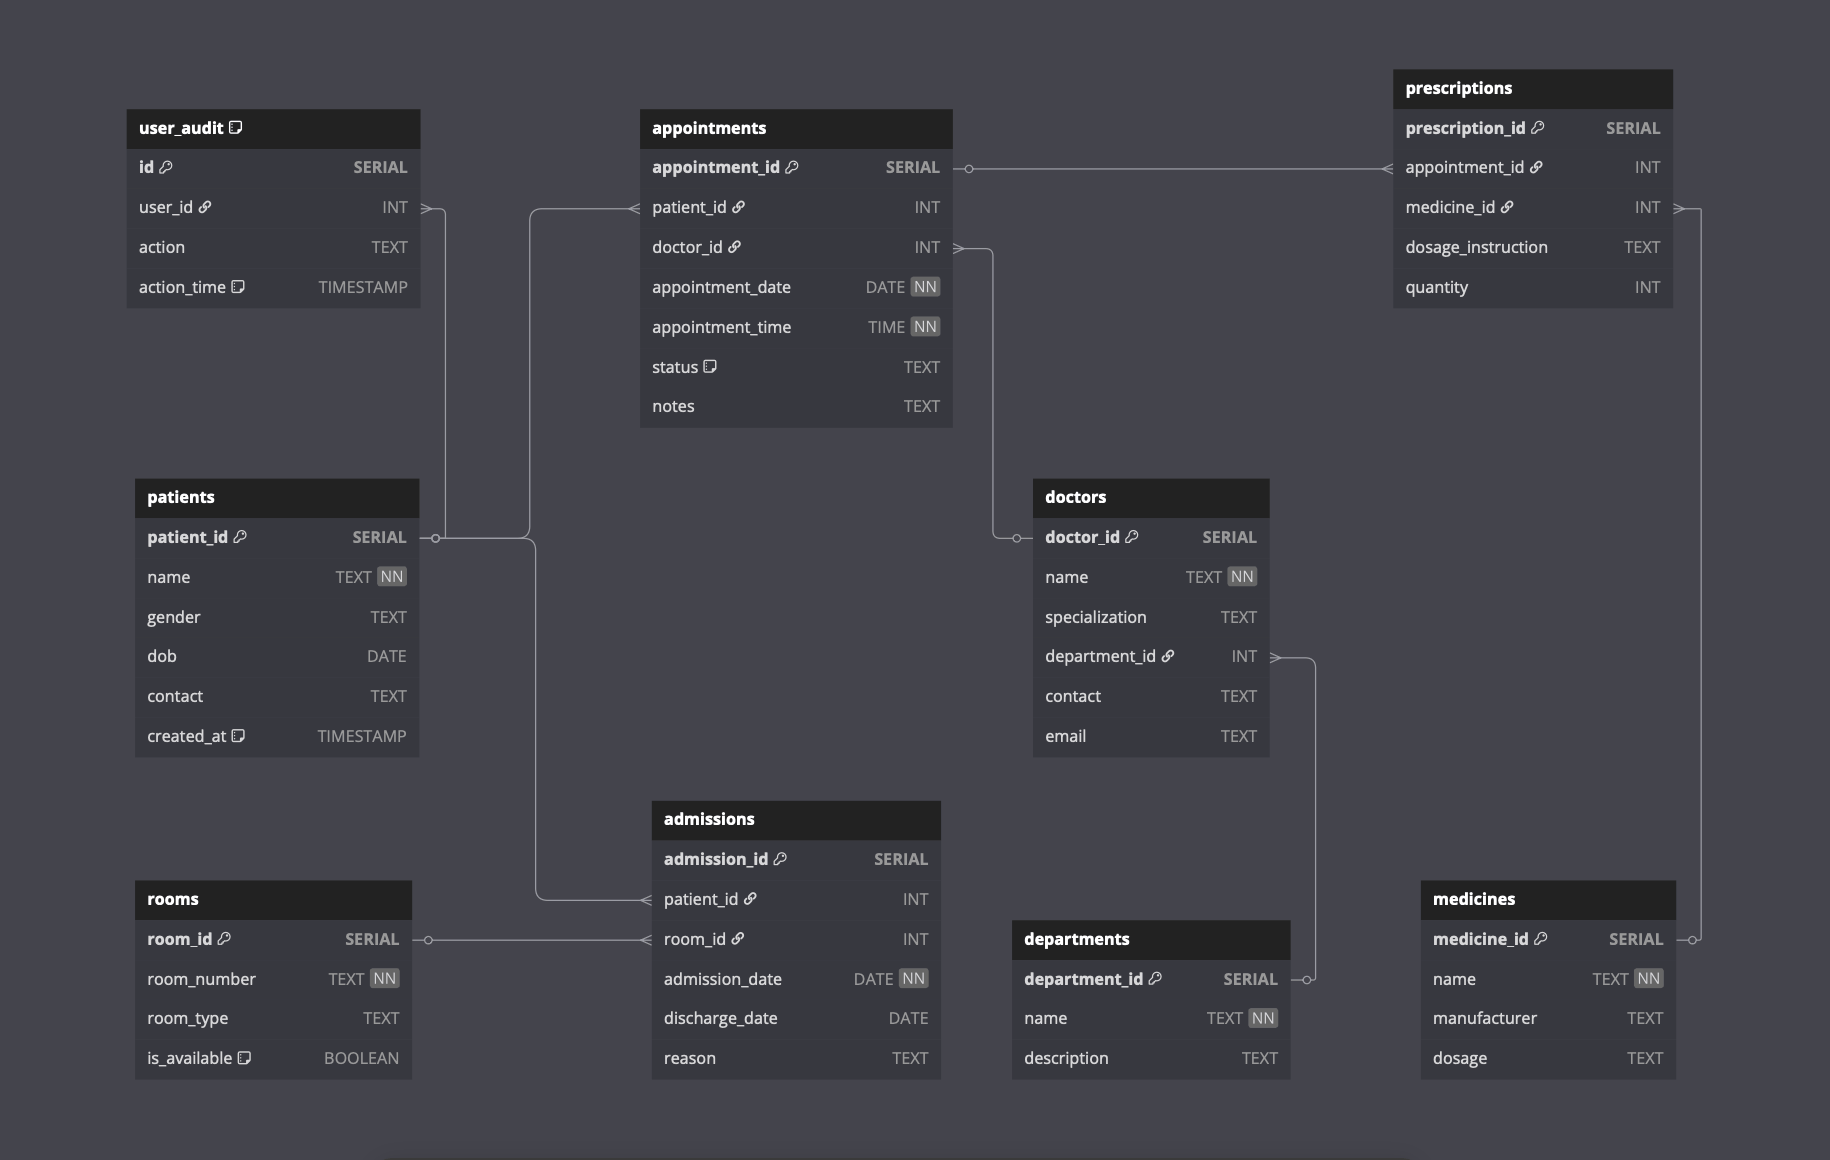 user_audit
id SERIAL
user_id INT
action TEXT
action_time TIMESTAMP
appointments
appointment_id SERIAL
patient_id INT
doctor_id INT
appointment_date DATE NN
appointment_time TIME NN
status TEXT
notes TEXT
prescriptions
prescription_id SERIAL
appointment_id INT
medicine_id INT
dosage_instruction TEXT
quantity INT
patients
patient_id SERIAL
name TEXT NN
gender TEXT
dob DATE
contact TEXT
created_at TIMESTAMP
doctors
doctor_id SERIAL
name TEXT NN
specialization TEXT
department_id INT
contact TEXT
email TEXT
rooms
room_id SERIAL
room_number TEXT NN
room_type TEXT
is_available BOOLEAN
admissions
admission_id SERIAL
patient_id INT
room_id INT
admission_date DATE NN
discharge_date DATE
reason TEXT
departments
department_id SERIAL
name TEXT NN
description TEXT
medicines
medicine_id SERIAL
name TEXT NN
manufacturer TEXT
dosage TEXT